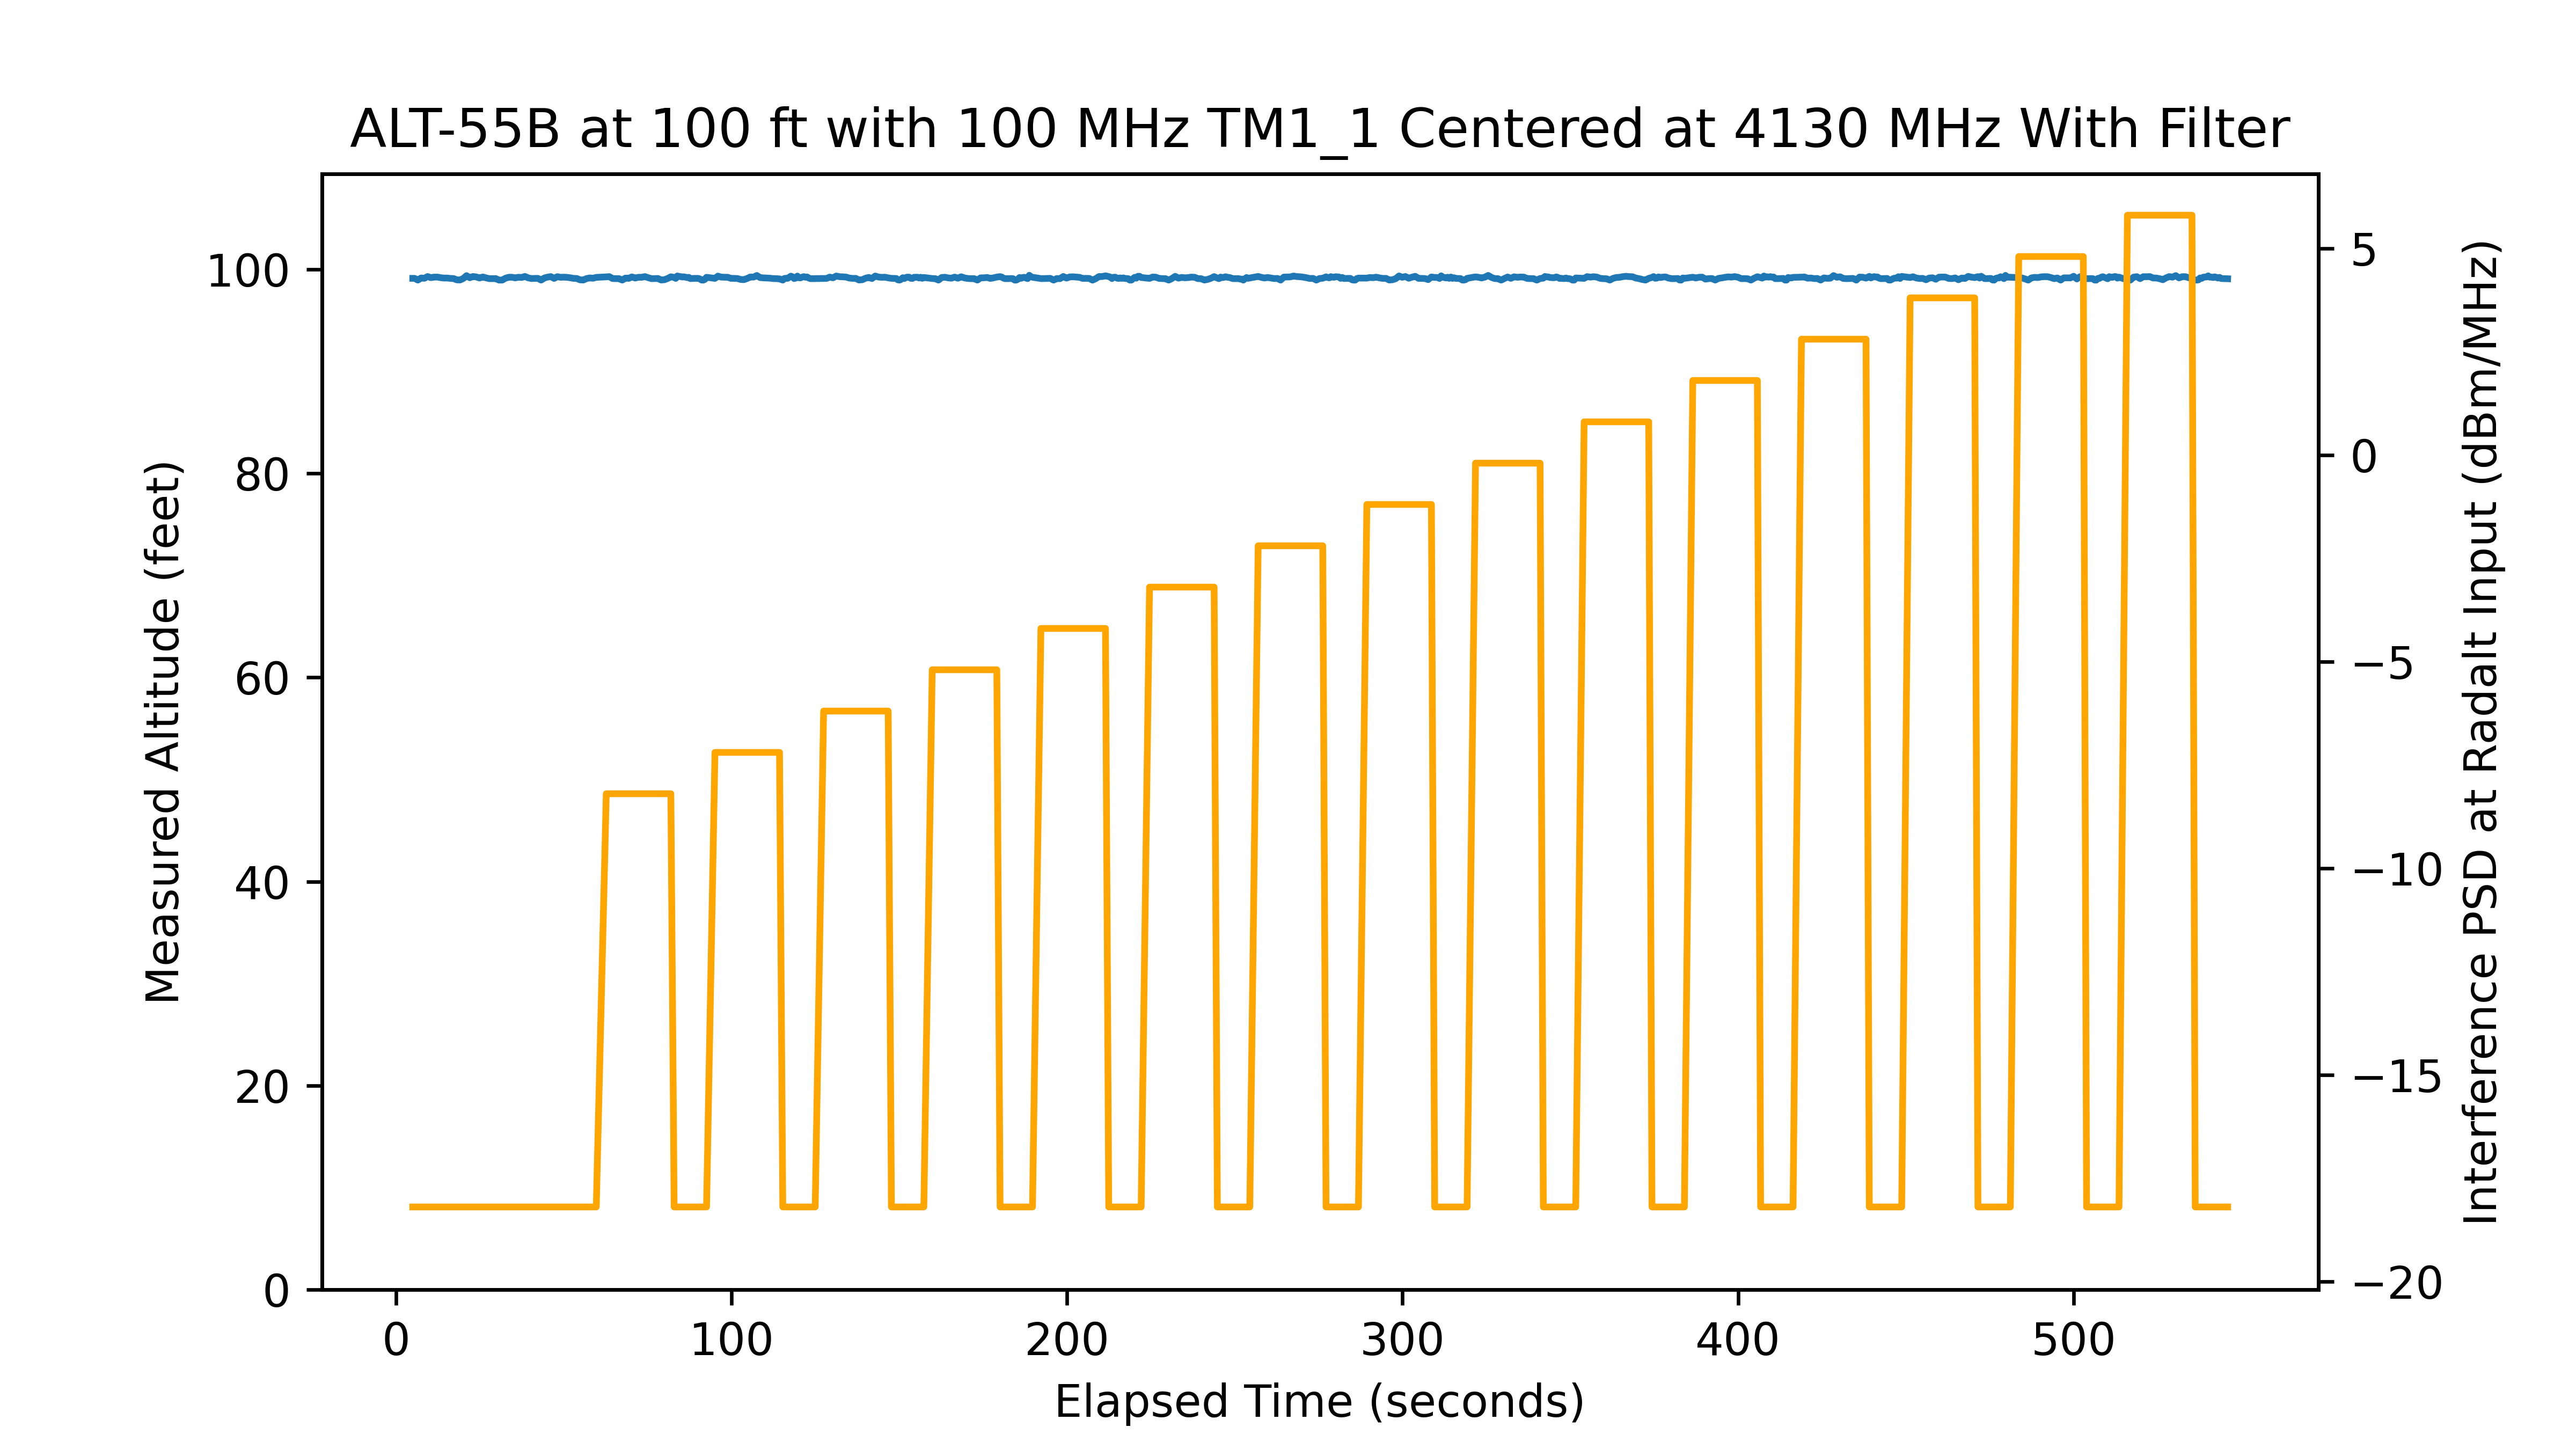 ALT-55B at 100 ft with 100 MHz TM1_1 Centered at 4130 MHz With Filter
Measured Altitude (feet)
100
80
60
40
20
0
0 100 200 300 400 500
Elapsed Time (seconds)
5
0
−5
−10
−15
−20
Interference PSD at Radalt Input (dBm/MHz)